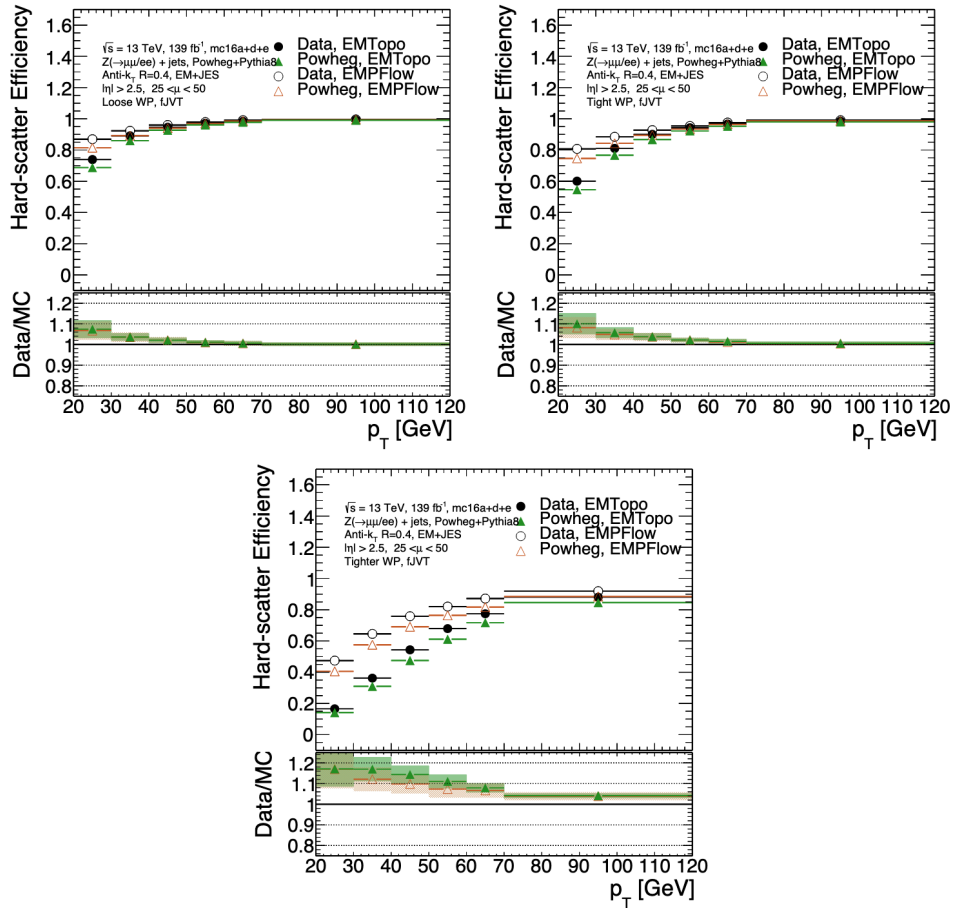 Hard-scatter Efficiency
1.6
1.4
1.2
1
0.8
0.6
0.4
0.2
0
√s = 13 TeV, 139 fb⁻¹, mc16a+d+e
Z(→μμ/ee) + jets, Powheg+Pythia8
Anti-k_T R=0.4, EM+JES
|η| > 2.5, 25 <μ < 50
Loose WP, fJVT
Data, EMTopo
Powheg, EMTopo
Data, EMPFlow
Powheg, EMPFlow
Data/MC
1.2
1.1
1
0.9
0.8
20 30 40 50 60 70 80 90 100 110 120
p_T [GeV]
Hard-scatter Efficiency
1.6
1.4
1.2
1
0.8
0.6
0.4
0.2
0
√s = 13 TeV, 139 fb⁻¹, mc16a+d+e
Z(→μμ/ee) + jets, Powheg+Pythia8
Anti-k_T R=0.4, EM+JES
|η| > 2.5, 25 <μ < 50
Tight WP, fJVT
Data, EMTopo
Powheg, EMTopo
Data, EMPFlow
Powheg, EMPFlow
Data/MC
1.2
1.1
1
0.9
0.8
20 30 40 50 60 70 80 90 100 110 120
p_T [GeV]
Hard-scatter Efficiency
1.6
1.4
1.2
1
0.8
0.6
0.4
0.2
0
√s = 13 TeV, 139 fb⁻¹, mc16a+d+e
Z(→μμ/ee) + jets, Powheg+Pythia8
Anti-k_T R=0.4, EM+JES
|η| > 2.5, 25 <μ < 50
Tighter WP, fJVT
Data, EMTopo
Powheg, EMTopo
Data, EMPFlow
Powheg, EMPFlow
Data/MC
1.2
1.1
1
0.9
0.8
20 30 40 50 60 70 80 90 100 110 120
p_T [GeV]